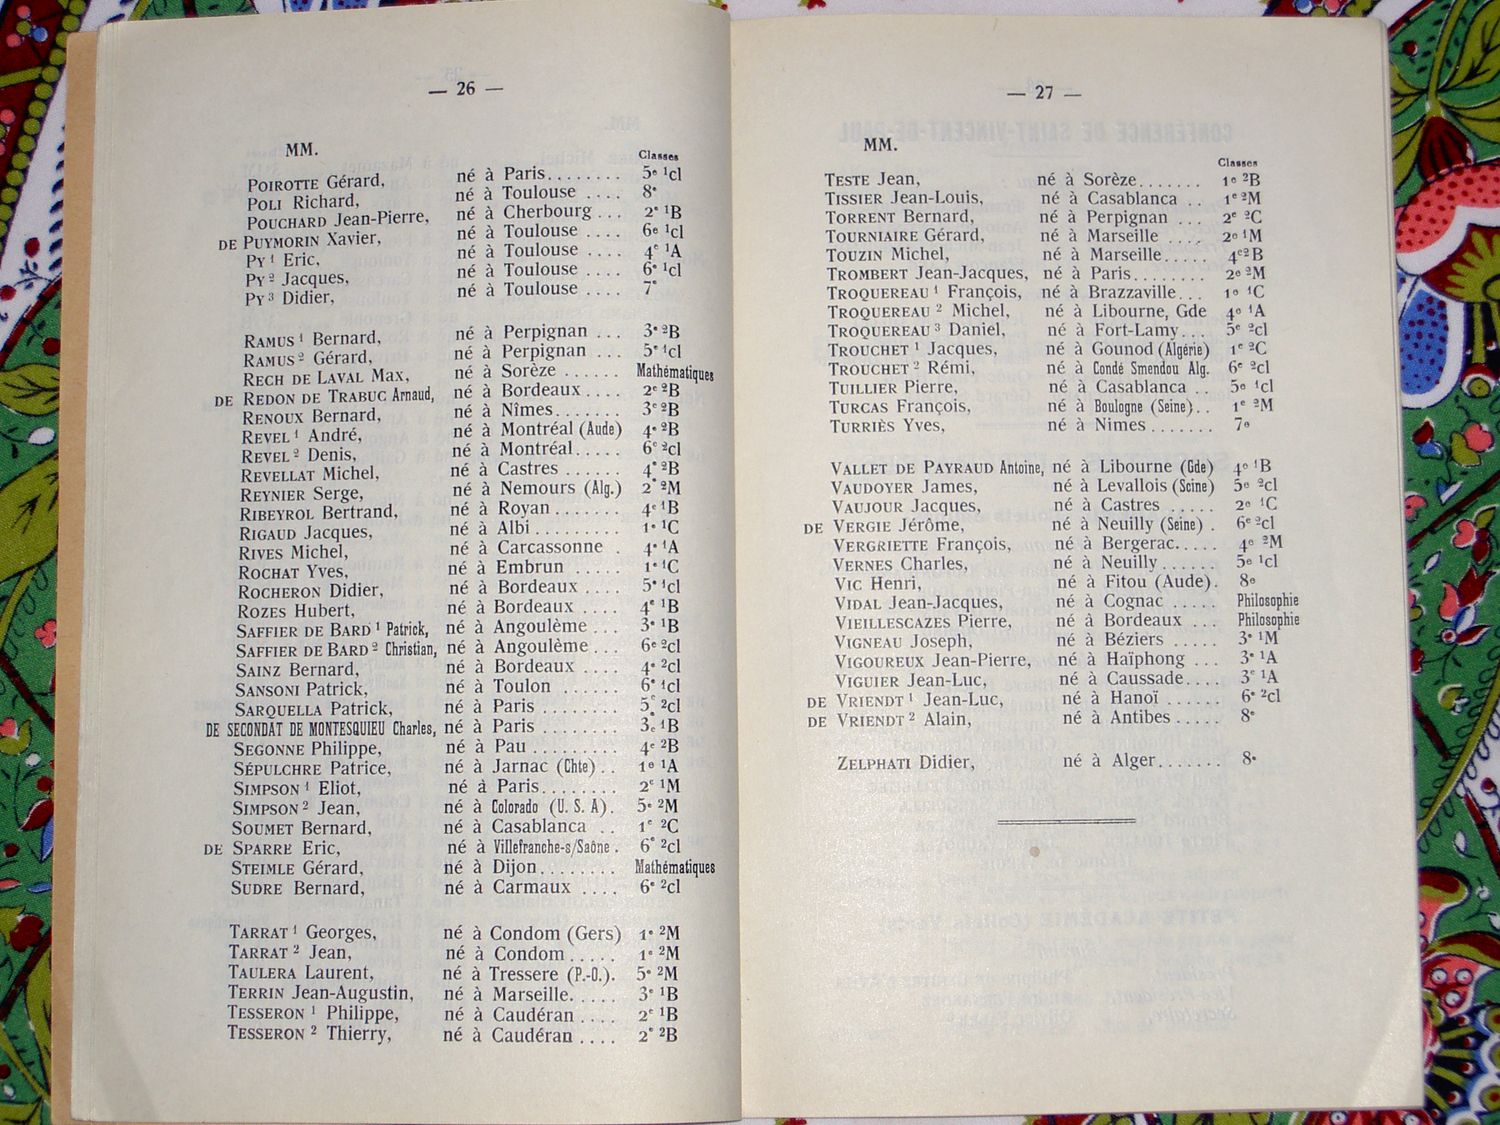 — 26 —
MM.
Classes
POIROTTE Gérard, né à Paris........ 5e 1cl
POLI Richard, né à Toulouse .... 8e
POUCHARD Jean-Pierre, né à Cherbourg ... 2e 1B
DE PUYMORIN Xavier, né à Toulouse .... 6e 1cl
PY 1 Eric, né à Toulouse .... 4e 1A
PY 2 Jacques, né à Toulouse .... 6e 1cl
PY 3 Didier, né à Toulouse .... 7e
RAMUS 1 Bernard, né à Perpignan ... 3e 2B
RAMUS 2 Gérard, né à Perpignan ... 5e 1cl
RECH DE LAVAL Max, né à Sorèze ...... Mathématiques
DE REDON DE TRABUC Arnaud, né à Bordeaux .... 2e 2B
RENOUX Bernard, né à Nîmes....... 3e 2B
REVEL 1 André, né à Montréal (Aude) 4e 2B
REVEL 2 Denis, né à Montréal..... 6e 2cl
REVELLAT Michel, né à Castres ...... 4e 2B
REYNIER Serge, né à Nemours (Alg.) 2e 2M
RIBEYROL Bertrand, né à Royan ....... 4e 1B
RIGAUD Jacques, né à Albi ......... 1e 1C
RIVES Michel, né à Carcassonne . 4e 1A
ROCHAT Yves, né à Embrun ..... 1e 1C
ROCHERON Didier, né à Bordeaux .... 5e 1cl
ROZES Hubert, né à Bordeaux .... 4e 1B
SAFFIER DE BARD 1 Patrick, né à Angoulème ... 3e 1B
SAFFIER DE BARD 2 Christian, né à Angoulème ... 6e 2cl
SAINZ Bernard, né à Bordeaux .... 4e 2cl
SANSONI Patrick, né à Toulon ...... 6e 1cl
SARQUELLA Patrick, né à Paris ........ 5e 2cl
DE SECONDAT DE MONTESQUIEU Charles, né à Paris ........ 3e 1B
SEGONNE Philippe, né à Pau ......... 4e 2B
SÉPULCHRE Patrice, né à Jarnac (Chte) .. 1e 1A
SIMPSON 1 Eliot, né à Paris........ 2e 1M
SIMPSON 2 Jean, né à Colorado (U. S. A). 5e 2M
SOUMET Bernard, né à Casablanca .. 1e 2C
DE SPARRE Eric, né à Villefranche-s/Saône . 6e 2cl
STEIMLE Gérard, né à Dijon........ Mathématiques
SUDRE Bernard, né à Carmaux .... 6e 2cl
TARRAT 1 Georges, né à Condom (Gers) 1e 2M
TARRAT 2 Jean, né à Condom..... 1e 2M
TAULERA Laurent, né à Tressere (P.-O.). 5e 2M
TERRIN Jean-Augustin, né à Marseille..... 3e 1B
TESSERON 1 Philippe, né à Caudéran .... 2e 1B
TESSERON 2 Thierry, né à Caudéran .... 2e 2B
— 27 —
MM.
Classes
TESTE Jean, né à Sorèze....... 1e 2B
TISSIER Jean-Louis, né à Casablanca .. 1e 2M
TORRENT Bernard, né à Perpignan ... 2e 2C
TOURNIAIRE Gérard, né à Marseille .... 2e 1M
TOUZIN Michel, né à Marseille..... 4e 2B
TROMBERT Jean-Jacques, né à Paris........ 2e 2M
TROQUEREAU 1 François, né à Brazzaville... 1e 1C
TROQUEREAU 2 Michel, né à Libourne, Gde 4e 1A
TROQUEREAU 3 Daniel, né à Fort-Lamy.... 5e 2cl
TROUCHET 1 Jacques, né à Gounod (Algérie) 1e 2C
TROUCHET 2 Rémi, né à Condé Smendou Alg. 6e 2cl
TUILLIER Pierre, né à Casablanca .. 5e 1cl
TURCAS François, né à Boulogne (Seine).. 1e 2M
TURRIÈS Yves, né à Nimes ....... 7e
VALLET DE PAYRAUD Antoine, né à Libourne (Gde) 4e 1B
VAUDOYER James, né à Levallois (Seine) 5e 2cl
VAUJOUR Jacques, né à Castres ...... 2e 1C
DE VERGIE Jérôme, né à Neuilly (Seine) . 6e 2cl
VERGRIETTE François, né à Bergerac..... 4e 2M
VERNES Charles, né à Neuilly...... 5e 1cl
VIC Henri, né à Fitou (Aude). 8e
VIDAL Jean-Jacques, né à Cognac ..... Philosophie
VIEILLESCAZES Pierre, né à Bordeaux ... Philosophie
VIGNEAU Joseph, né à Béziers ..... 3e 1M
VIGOUREUX Jean-Pierre, né à Haïphong ... 3e 1A
VIGUIER Jean-Luc, né à Caussade.... 3e 1A
DE VRIENDT 1 Jean-Luc, né à Hanoï ...... 6e 2cl
DE VRIENDT 2 Alain, né à Antibes ..... 8e
ZELPHATI Didier, né à Alger....... 8e